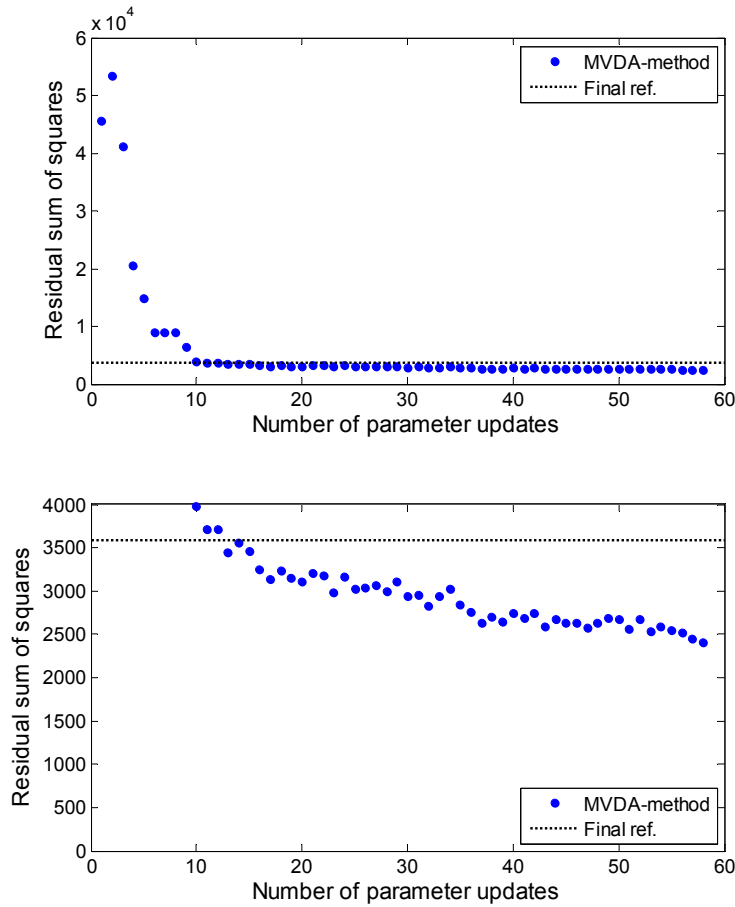 x 10^4
6
5
4
3
2
1
0
Residual sum of squares
MVDA-method
Final ref.
0 10 20 30 40 50 60
Number of parameter updates
4000
3500
3000
2500
2000
1500
1000
500
0
Residual sum of squares
MVDA-method
Final ref.
0 10 20 30 40 50 60
Number of parameter updates